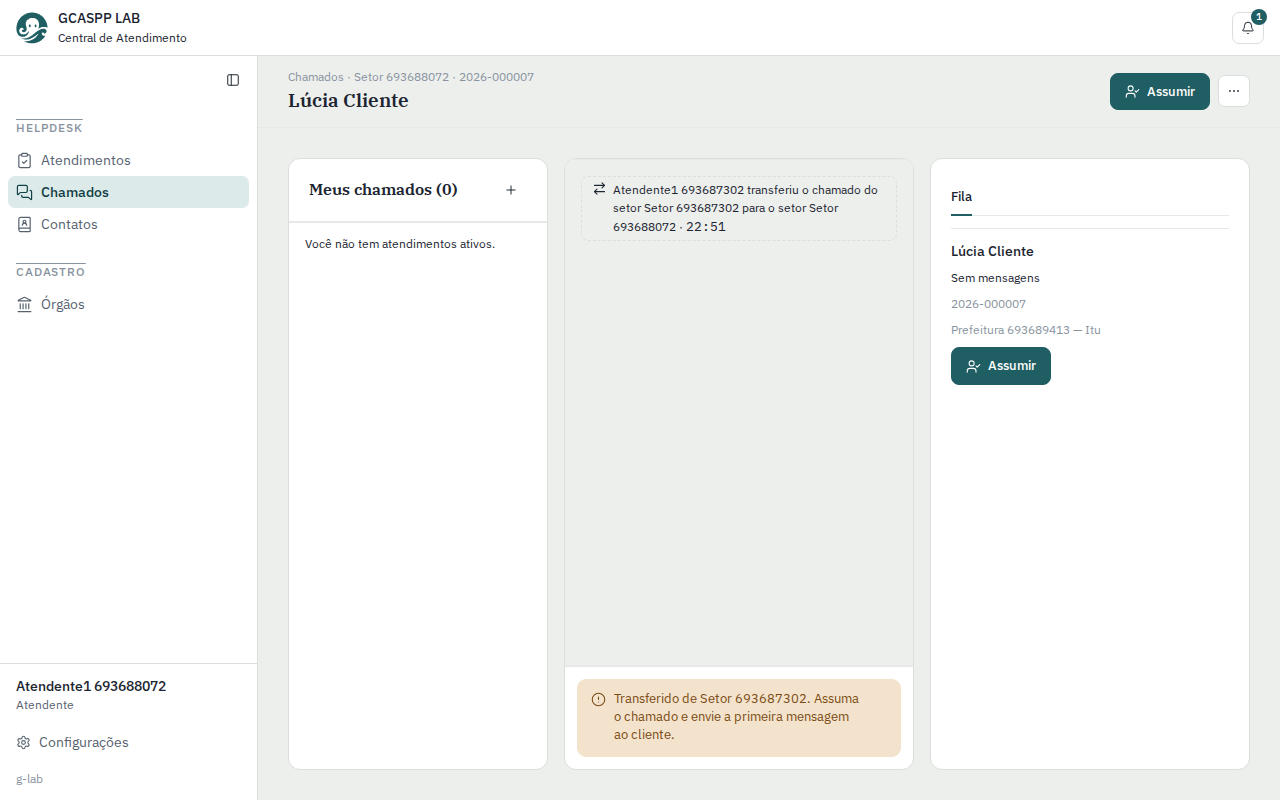 GCASPP LAB
Central de Atendimento
1
HELPDESK
Atendimentos
Chamados
Contatos
CADASTRO
Órgãos
Atendente1 693688072
Atendente
Configurações
g-lab
Chamados · Setor 693688072 · 2026-000007
Lúcia Cliente
Assumir
Meus chamados (0)
Você não tem atendimentos ativos.
Atendente1 693687302 transferiu o chamado do
setor Setor 693687302 para o setor Setor
693688072 · 22:51
Transferido de Setor 693687302. Assuma
o chamado e envie a primeira mensagem
ao cliente.
Fila
Lúcia Cliente
Sem mensagens
2026-000007
Prefeitura 693689413 — Itu
Assumir